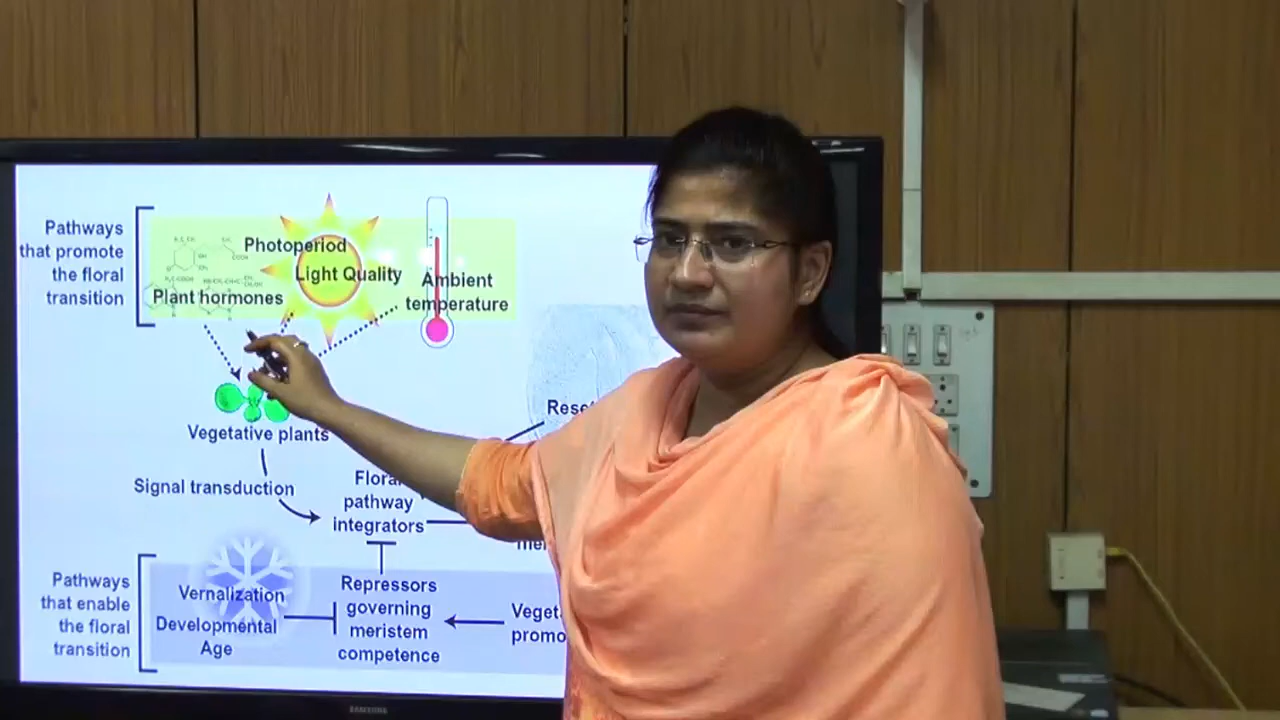 Pathways
that promote
the floral
transition
Photoperiod
Light Quality
Plant hormones
Ambient
temperature
Vegetative plants
Signal transduction
Floral
pathway
integrators
Pathways
that enable
the floral
transition
Vernalization
Developmental
Age
Repressors
governing
meristem
competence
SAMSUNG